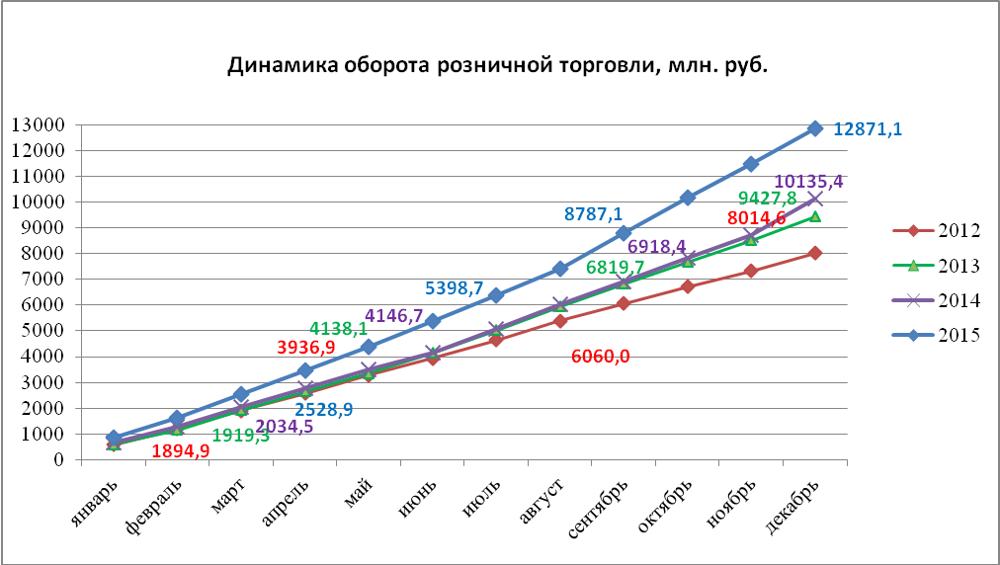 Динамика оборота розничной торговли, млн. руб.
13000
12000
11000
10000
9000
8000
7000
6000
5000
4000
3000
2000
1000
0
12871,1
10135,4
9427,8
8014,6
8787,1
6918,4
6819,7
6060,0
5398,7
4146,7
4138,1
3936,9
2528,9
2034,5
1919,3
1894,9
январь
февраль
март
апрель
май
июнь
июль
август
сентябрь
октябрь
ноябрь
декабрь
2012
2013
2014
2015